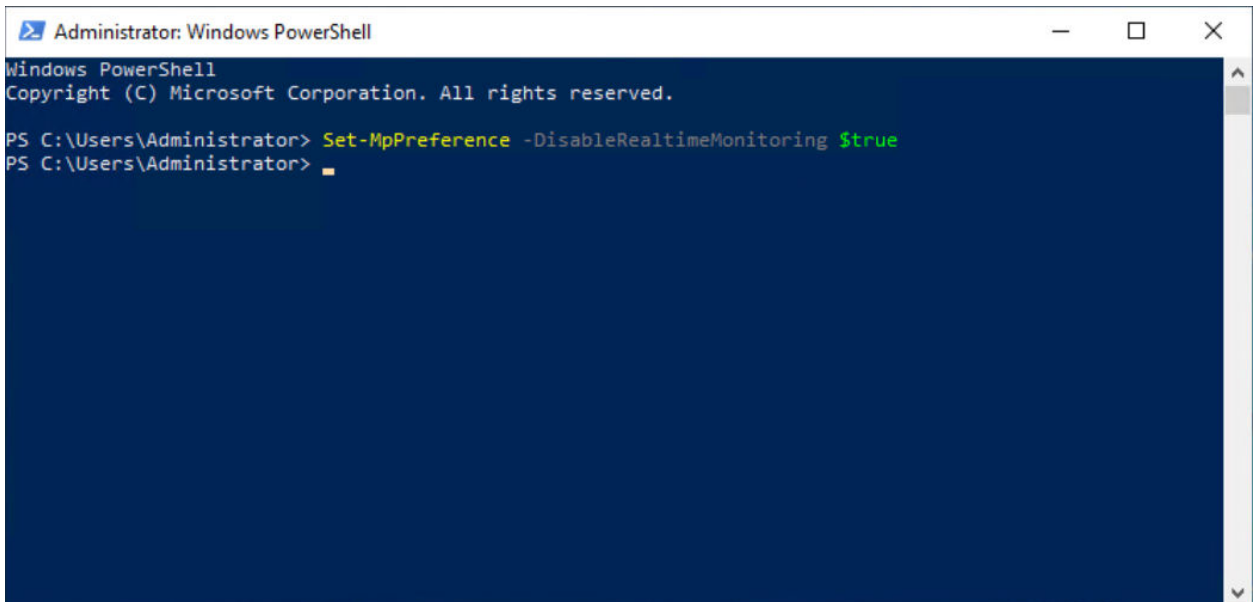 Administrator: Windows PowerShell
Windows PowerShell
Copyright (C) Microsoft Corporation. All rights reserved.
PS C:\Users\Administrator> Set-MpPreference -DisableRealtimeMonitoring $true
PS C:\Users\Administrator>